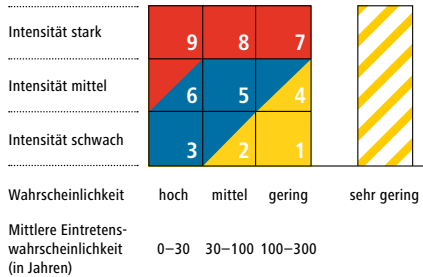 Intensität stark
9 8 7
Intensität mittel
6 5 4
Intensität schwach
3 2 1
Wahrscheinlichkeit hoch mittel gering sehr gering
Mittlere Eintretens-
wahrscheinlichkeit 0–30 30–100 100–300
(in Jahren)